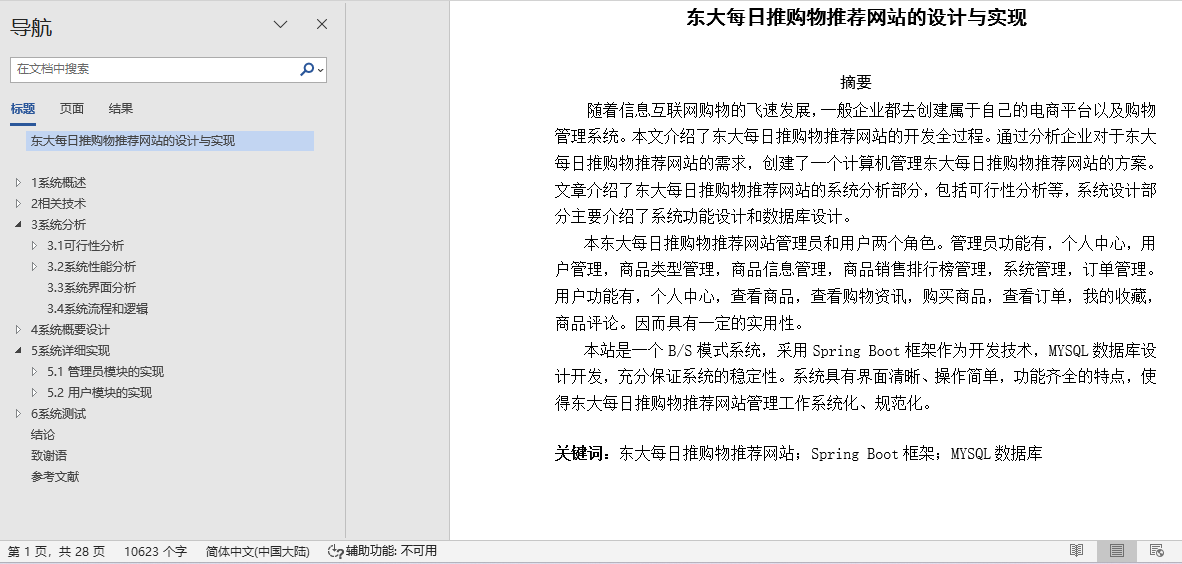 导航
在文档中搜索
标题 页面 结果
东大每日推购物推荐网站的设计与实现
1系统概述
2相关技术
3系统分析
3.1可行性分析
3.2系统性能分析
3.3系统界面分析
3.4系统流程和逻辑
4系统概要设计
5系统详细实现
5.1 管理员模块的实现
5.2 用户模块的实现
6系统测试
结论
致谢语
参考文献
东大每日推购物推荐网站的设计与实现
摘要
随着信息互联网购物的飞速发展，一般企业都去创建属于自己的电商平台以及购物
管理系统。本文介绍了东大每日推购物推荐网站的开发全过程。通过分析企业对于东大
每日推购物推荐网站的需求，创建了一个计算机管理东大每日推购物推荐网站的方案。
文章介绍了东大每日推购物推荐网站的系统分析部分，包括可行性分析等，系统设计部
分主要介绍了系统功能设计和数据库设计。
本东大每日推购物推荐网站管理员和用户两个角色。管理员功能有，个人中心，用
户管理，商品类型管理，商品信息管理，商品销售排行榜管理，系统管理，订单管理。
用户功能有，个人中心，查看商品，查看购物资讯，购买商品，查看订单，我的收藏，
商品评论。因而具有一定的实用性。
本站是一个 B/S 模式系统，采用 Spring Boot 框架作为开发技术，MYSQL 数据库设
计开发，充分保证系统的稳定性。系统具有界面清晰、操作简单，功能齐全的特点，使
得东大每日推购物推荐网站管理工作系统化、规范化。
关键词：东大每日推购物推荐网站；Spring Boot 框架；MYSQL 数据库
第 1 页，共 28 页 10623 个字 简体中文(中国大陆) 辅助功能: 不可用